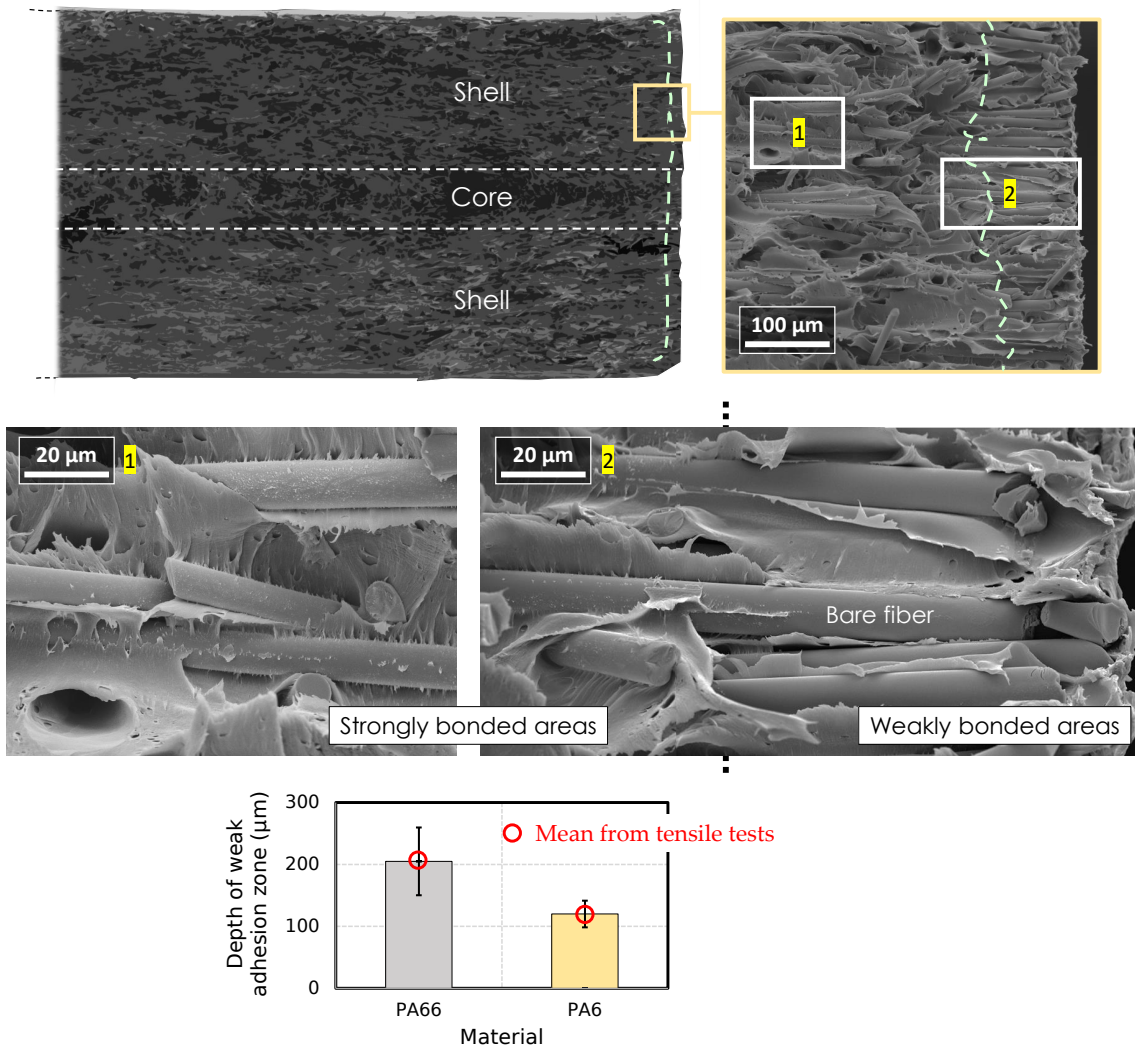 Shell
Core
Shell
1
2
100 µm
20 µm
1
20 µm
2
Bare fiber
Strongly bonded areas
Weakly bonded areas
Depth of weak
adhesion zone (µm)
300
200
100
0
Mean from tensile tests
PA66
PA6
Material